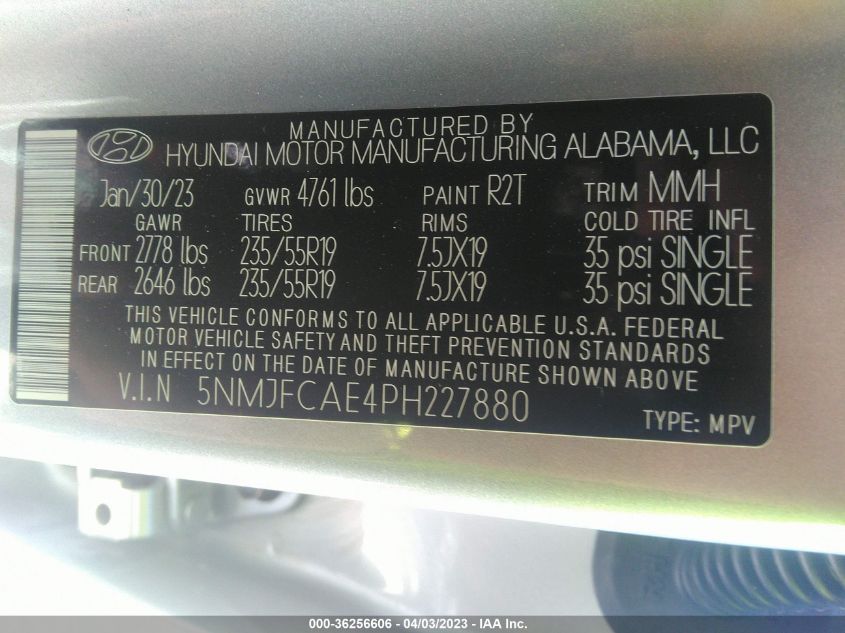 MANUFACTURED BY
HYUNDAI MOTOR MANUFACTURING ALABAMA, LLC
Jan/30/23 GVWR 4761 lbs PAINT R2T TRIM MMH
GAWR TIRES RIMS COLD TIRE INFL
FRONT 2778 lbs 235/55R19 7.5JX19 35 psi SINGLE
REAR 2646 lbs 235/55R19 7.5JX19 35 psi SINGLE
THIS VEHICLE CONFORMS TO ALL APPLICABLE U.S.A. FEDERAL
MOTOR VEHICLE SAFETY AND THEFT PREVENTION STANDARDS
IN EFFECT ON THE DATE OF MANUFACTURE SHOWN ABOVE
V.I.N 5NMJFCAE4PH227880
TYPE: MPV
000-36256606 - 04/03/2023 - IAA Inc.